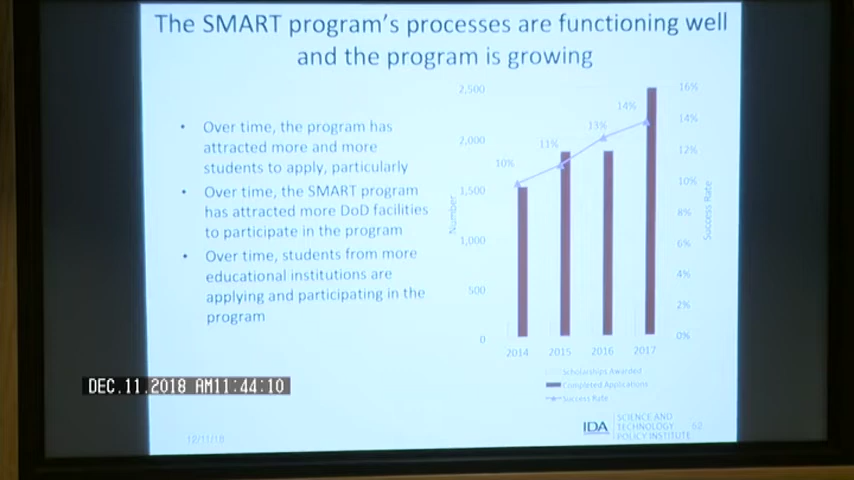 The SMART program's processes are functioning well
and the program is growing
• Over time, the program has
attracted more and more
students to apply, particularly
• Over time, the SMART program
has attracted more DoD facilities
to participate in the program
• Over time, students from more
educational institutions are
applying and participating in the
program
2,500
2,000
1,500
1,000
500
0
Number
10%
11%
13%
14%
16%
14%
12%
10%
8%
6%
4%
2%
0%
Success Rate
2014 2015 2016 2017
Scholarships Awarded
Completed Applications
Success Rate
DEC.11.2018 AM11:44:10
12/11/18
IDA
SCIENCE AND
TECHNOLOGY
POLICY INSTITUTE
62